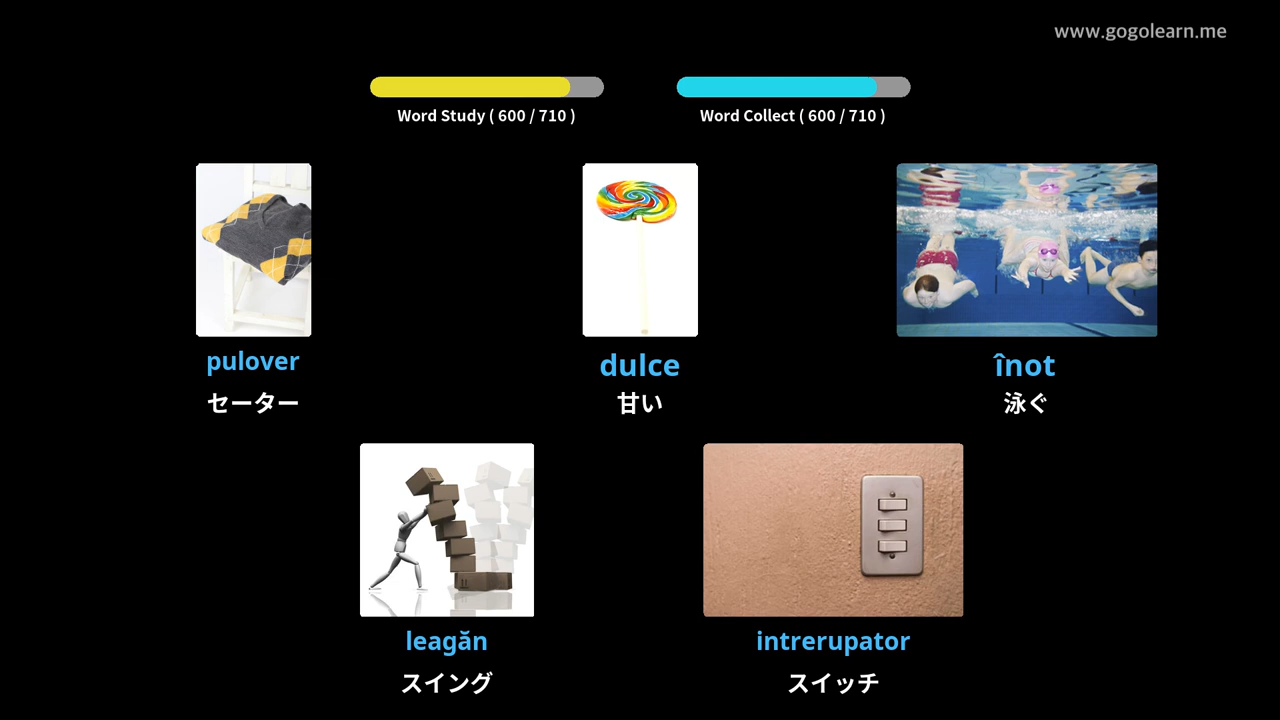 www.gogolearn.me
Word Study ( 600 / 710 )
Word Collect ( 600 / 710 )
pulover
セーター
dulce
甘い
înot
泳ぐ
leagăn
スイング
intrerupator
スイッチ